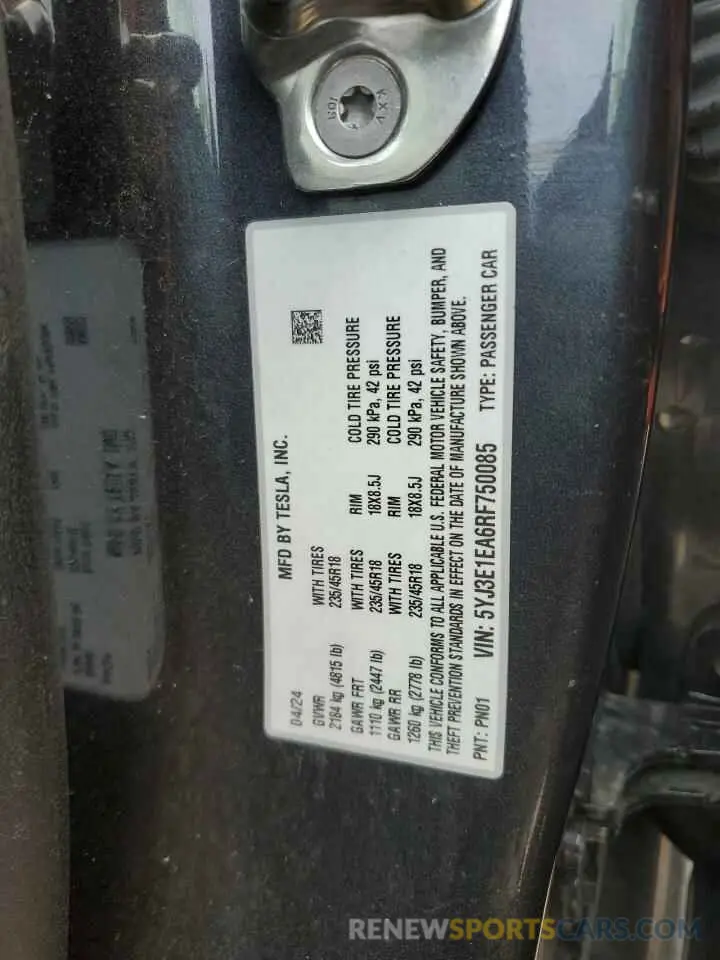 MFD BY TESLA, INC.
04/24
GVWR WITH TIRES
2184 kg (4815 lb) 235/45R18
GAWR FRT WITH TIRES RIM COLD TIRE PRESSURE
1110 kg (2447 lb) 235/45R18 18X8.5J 290 kPa, 42 psi
GAWR RR WITH TIRES RIM COLD TIRE PRESSURE
1260 kg (2778 lb) 235/45R18 18X8.5J 290 kPa, 42 psi
THIS VEHICLE CONFORMS TO ALL APPLICABLE U.S. FEDERAL MOTOR VEHICLE SAFETY, BUMPER, AND
THEFT PREVENTION STANDARDS IN EFFECT ON THE DATE OF MANUFACTURE SHOWN ABOVE.
PNT: PN01 VIN: 5YJ3E1EA6RF750085 TYPE: PASSENGER CAR
RENEWSPORTSCARS.COM